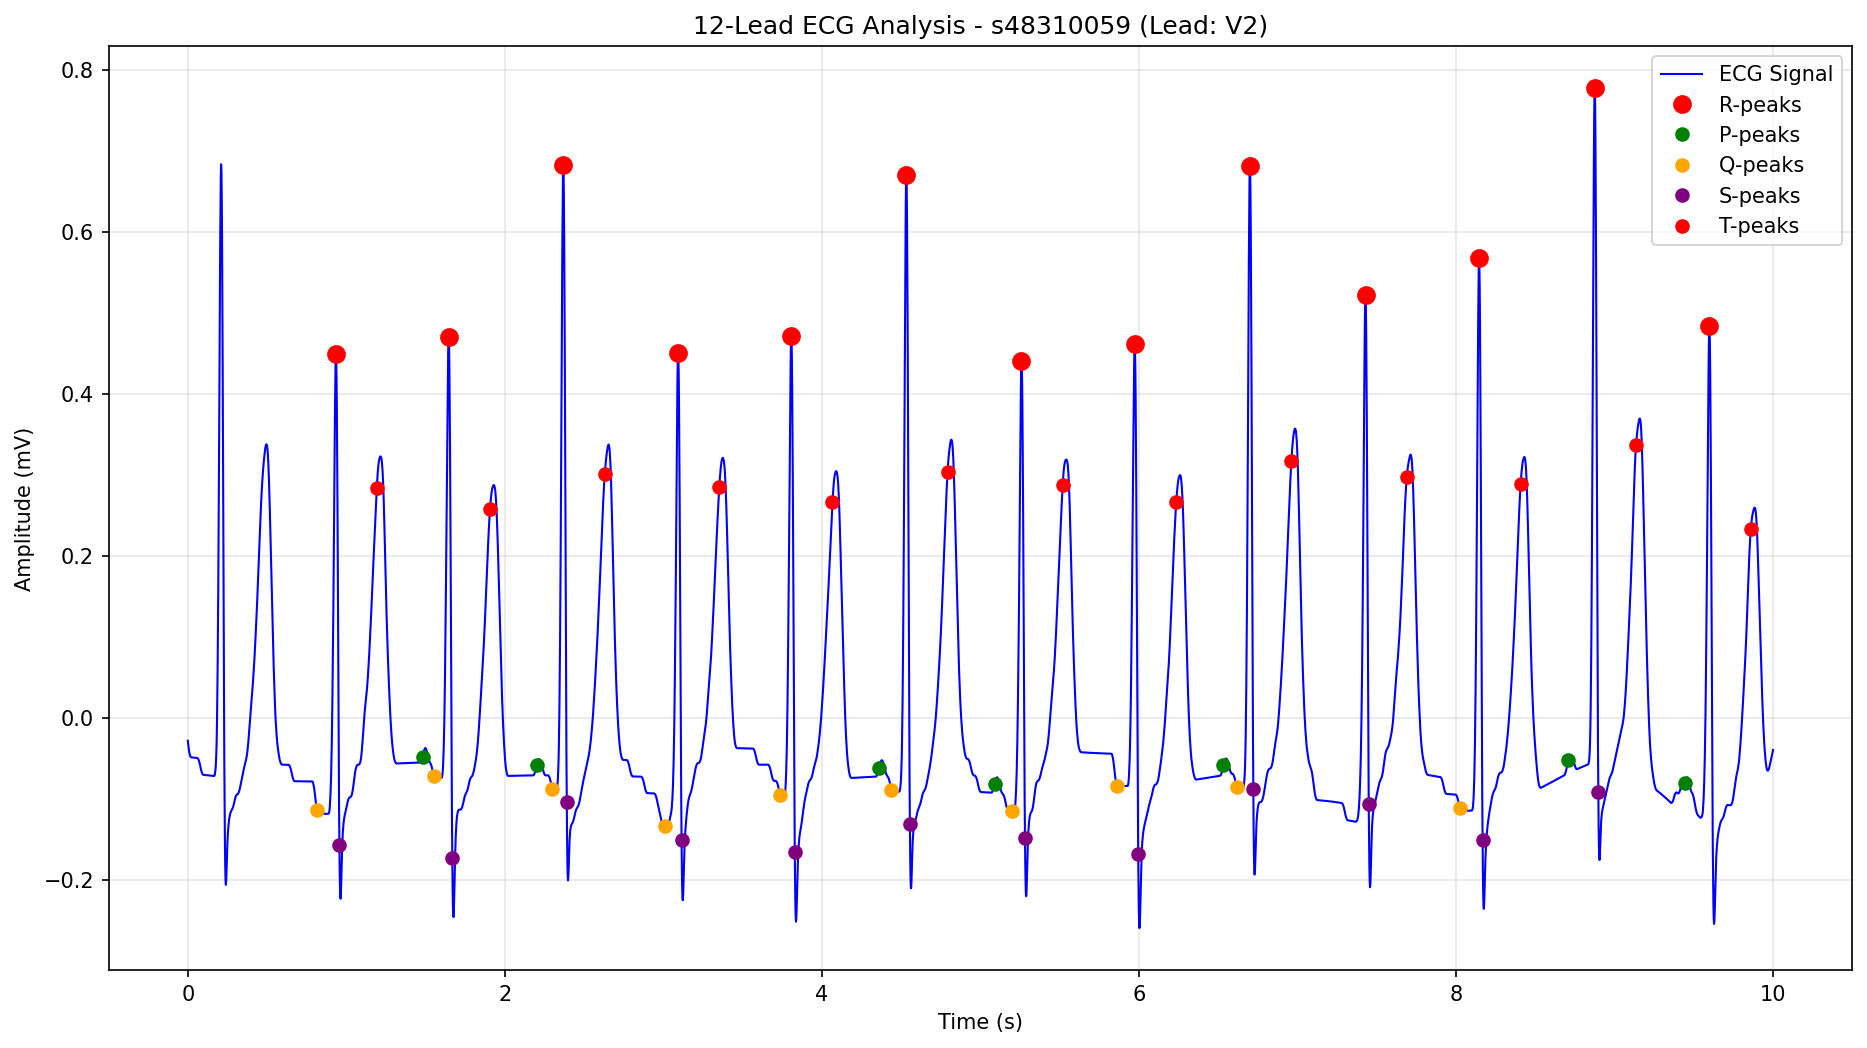 12-Lead ECG Analysis - s48310059 (Lead: V2)
ECG Signal
R-peaks
P-peaks
Q-peaks
S-peaks
T-peaks
Amplitude (mV)
0.8
0.6
0.4
0.2
0.0
−0.2
0 2 4 6 8 10
Time (s)